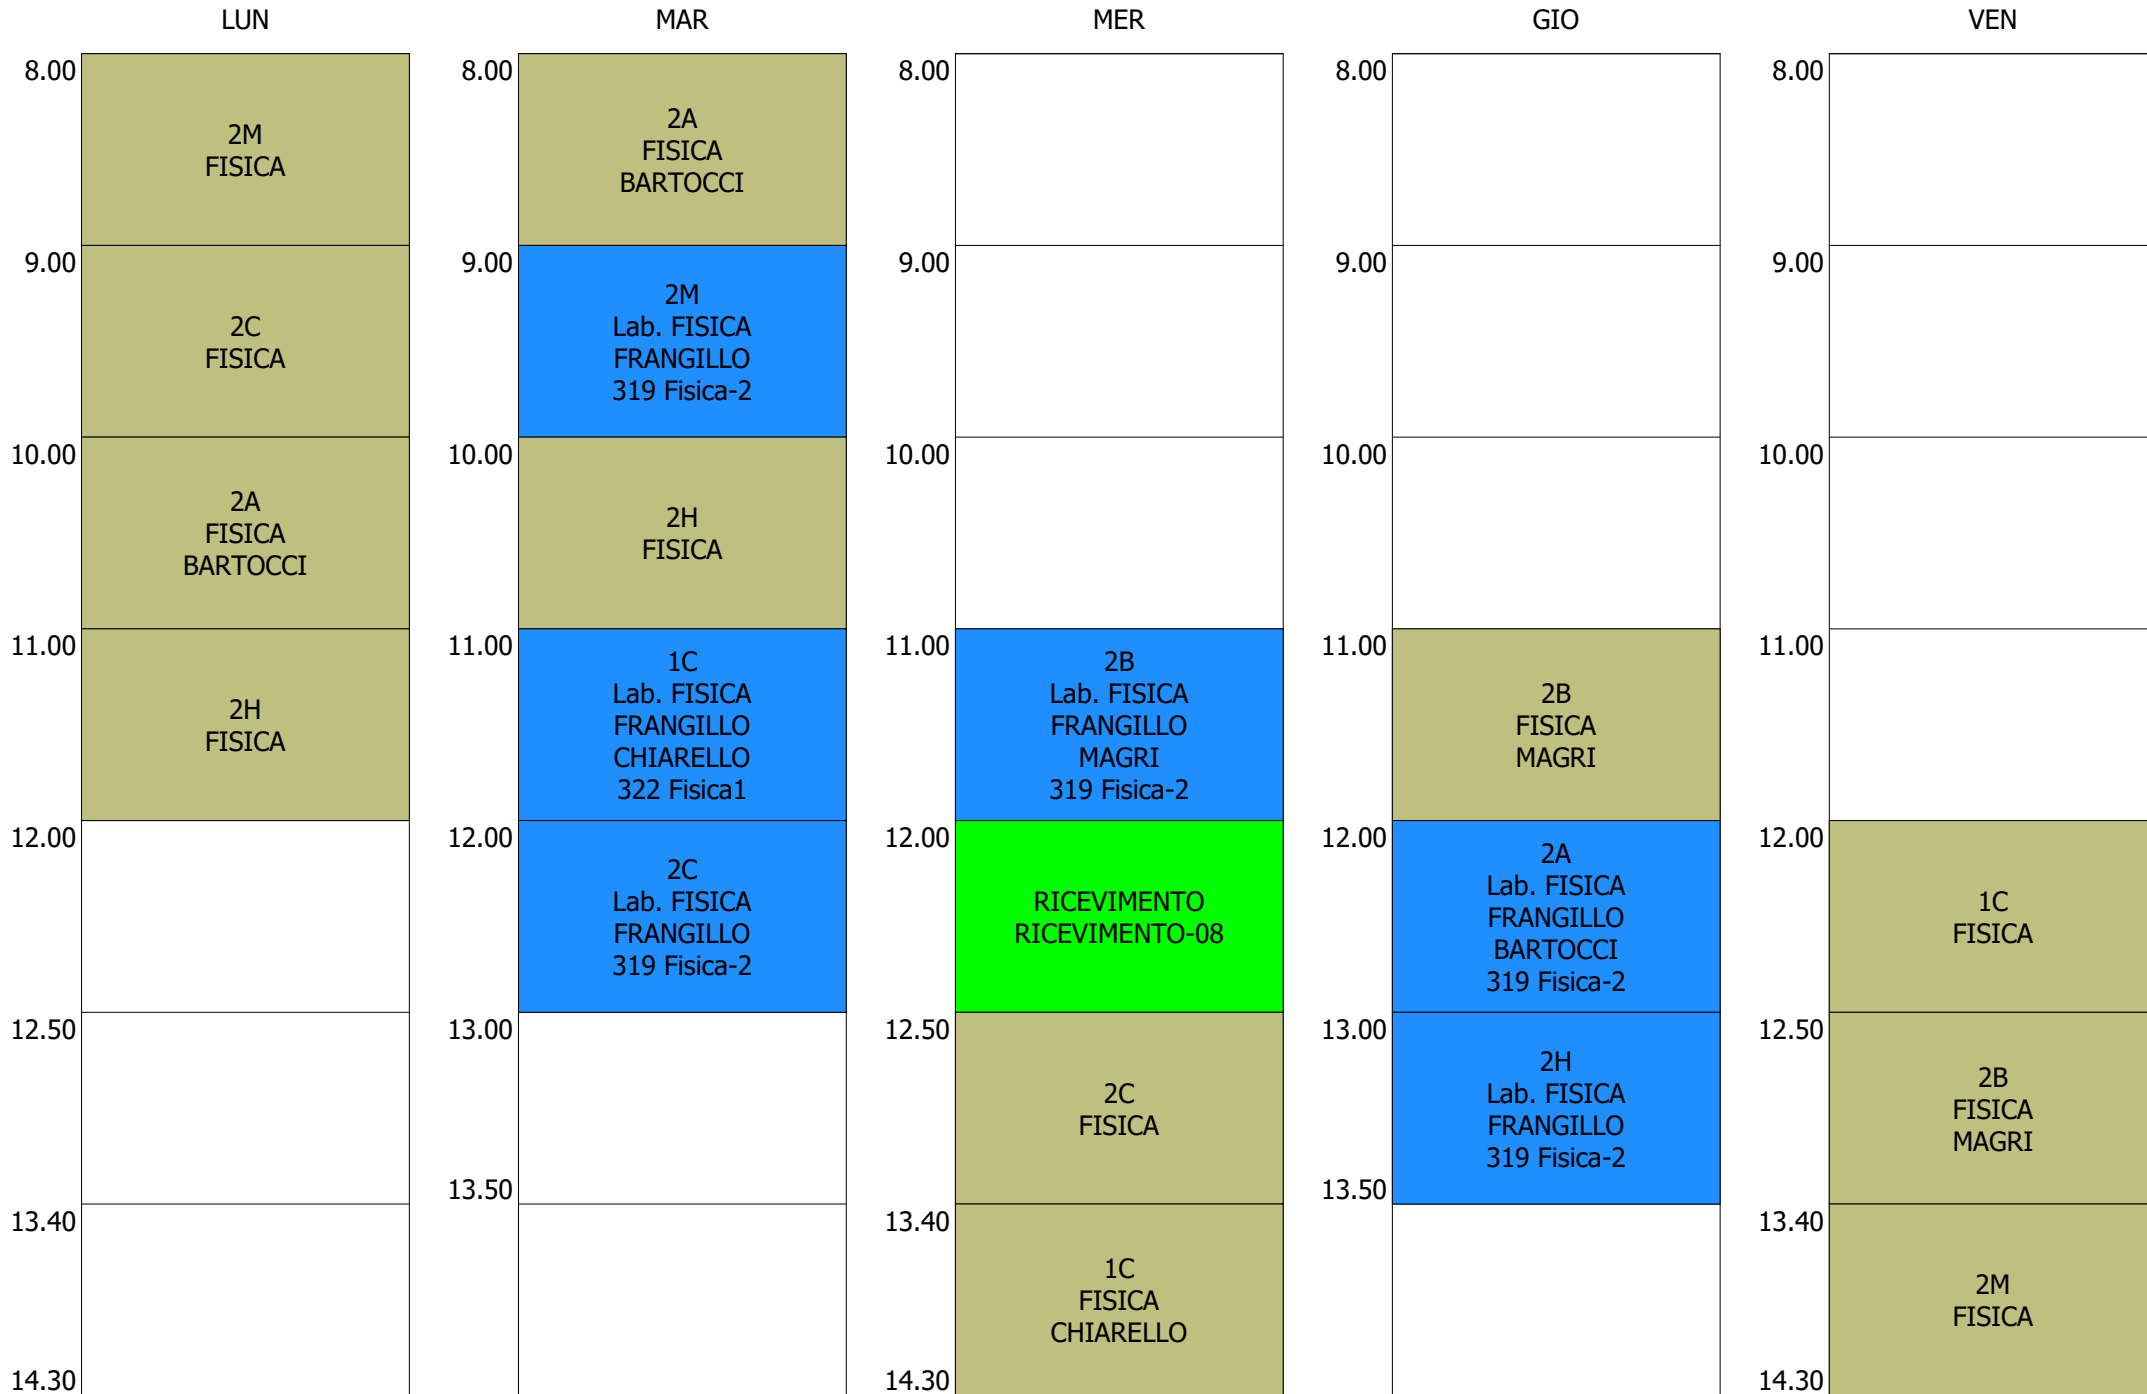 LUN
MAR
MER
GIO
VEN
8.00
2M
FISICA
9.00
2C
FISICA
10.00
2A
FISICA
BARTOCCI
11.00
2H
FISICA
12.00
12.50
13.40
14.30
8.00
2A
FISICA
BARTOCCI
9.00
2M
Lab. FISICA
FRANGILLO
319 Fisica-2
10.00
2H
FISICA
11.00
1C
Lab. FISICA
FRANGILLO
CHIARELLO
322 Fisica1
12.00
2C
Lab. FISICA
FRANGILLO
319 Fisica-2
13.00
13.50
8.00
9.00
10.00
11.00
2B
Lab. FISICA
FRANGILLO
MAGRI
319 Fisica-2
12.00
RICEVIMENTO
RICEVIMENTO-08
12.50
2C
FISICA
13.40
1C
FISICA
CHIARELLO
14.30
8.00
9.00
10.00
11.00
2B
FISICA
MAGRI
12.00
2A
Lab. FISICA
FRANGILLO
BARTOCCI
319 Fisica-2
13.00
2H
Lab. FISICA
FRANGILLO
319 Fisica-2
13.50
8.00
9.00
10.00
11.00
12.00
1C
FISICA
12.50
2B
FISICA
MAGRI
13.40
2M
FISICA
14.30